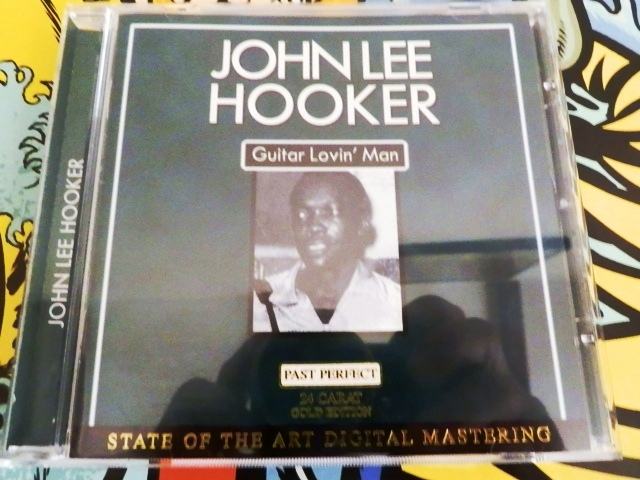 JOHN LEE HOOKER
JOHN LEE
HOOKER
Guitar Lovin' Man
PAST PERFECT
24 CARAT
GOLD EDITION
STATE OF THE ART DIGITAL MASTERING